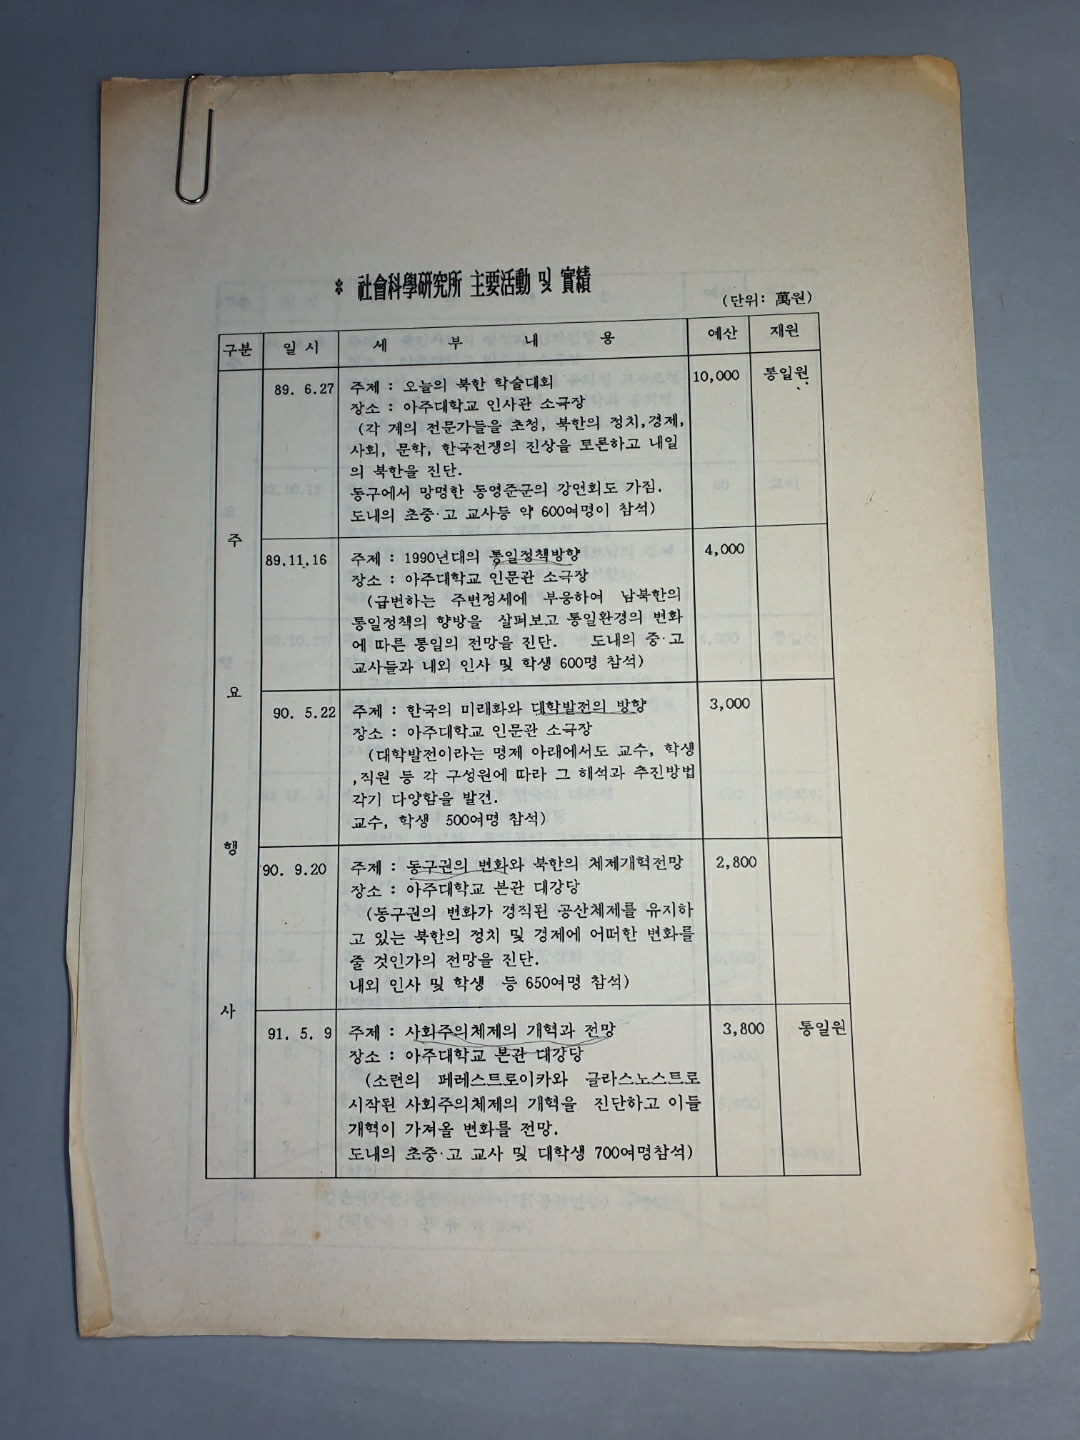 * 社會科學研究所 主要活動 및 實績
(단위: 萬원)
구분 일 시 세 부 내 용 예산 재원
주 요 행 사
89. 6.27 주제 : 오늘의 북한 학술대회 10,000 통일원
장소 : 아주대학교 인사관 소극장
(각 계의 전문가들을 초청, 북한의 정치,경제,
사회, 문학, 한국전쟁의 진상을 토론하고 내일
의 북한을 진단.
동구에서 망명한 동영준군의 강연회도 가짐.
도내의 초중·고 교사등 약 600여명이 참석)
89.11.16 주제 : 1990년대의 통일정책방향 4,000
장소 : 아주대학교 인문관 소극장
(급변하는 주변정세에 부응하여 남북한의
통일정책의 향방을 살펴보고 통일환경의 변화
에 따른 통일의 전망을 진단. 도내의 중·고
교사들과 내외 인사 및 학생 600명 참석)
90. 5.22 주제 : 한국의 미래화와 대학발전의 방향 3,000
장소 : 아주대학교 인문관 소극장
(대학발전이라는 명제 아래에서도 교수, 학생
,직원 등 각 구성원에 따라 그 해석과 추진방법
각기 다양함을 발견.
교수, 학생 500여명 참석)
90. 9.20 주제 : 동구권의 변화와 북한의 체제개혁전망 2,800
장소 : 아주대학교 본관 대강당
(동구권의 변화가 경직된 공산체제를 유지하
고 있는 북한의 정치 및 경제에 어떠한 변화를
줄 것인가의 전망을 진단.
내외 인사 및 학생 등 650여명 참석)
91. 5. 9 주제 : 사회주의체제의 개혁과 전망 3,800 통일원
장소 : 아주대학교 본관 대강당
(소련의 페레스트로이카와 글라스노스트로
시작된 사회주의체제의 개혁을 진단하고 이들
개혁이 가져올 변화를 전망.
도내의 초중·고 교사 및 대학생 700여명참석)